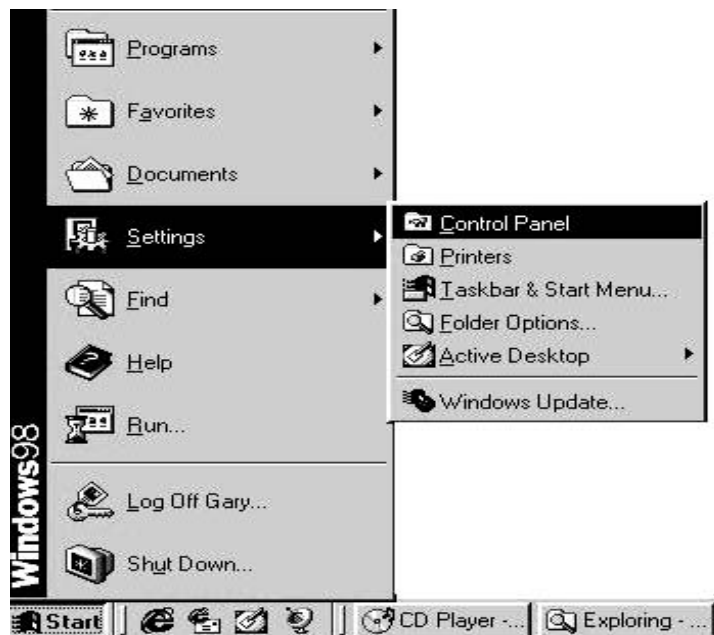 Programs
Favorites
Documents
Settings
Find
Help
Run...
Log Off Gary...
Shut Down...
Windows98
Control Panel
Printers
Taskbar & Start Menu...
Folder Options...
Active Desktop
Windows Update...
Start
CD Player -...
Exploring - ...